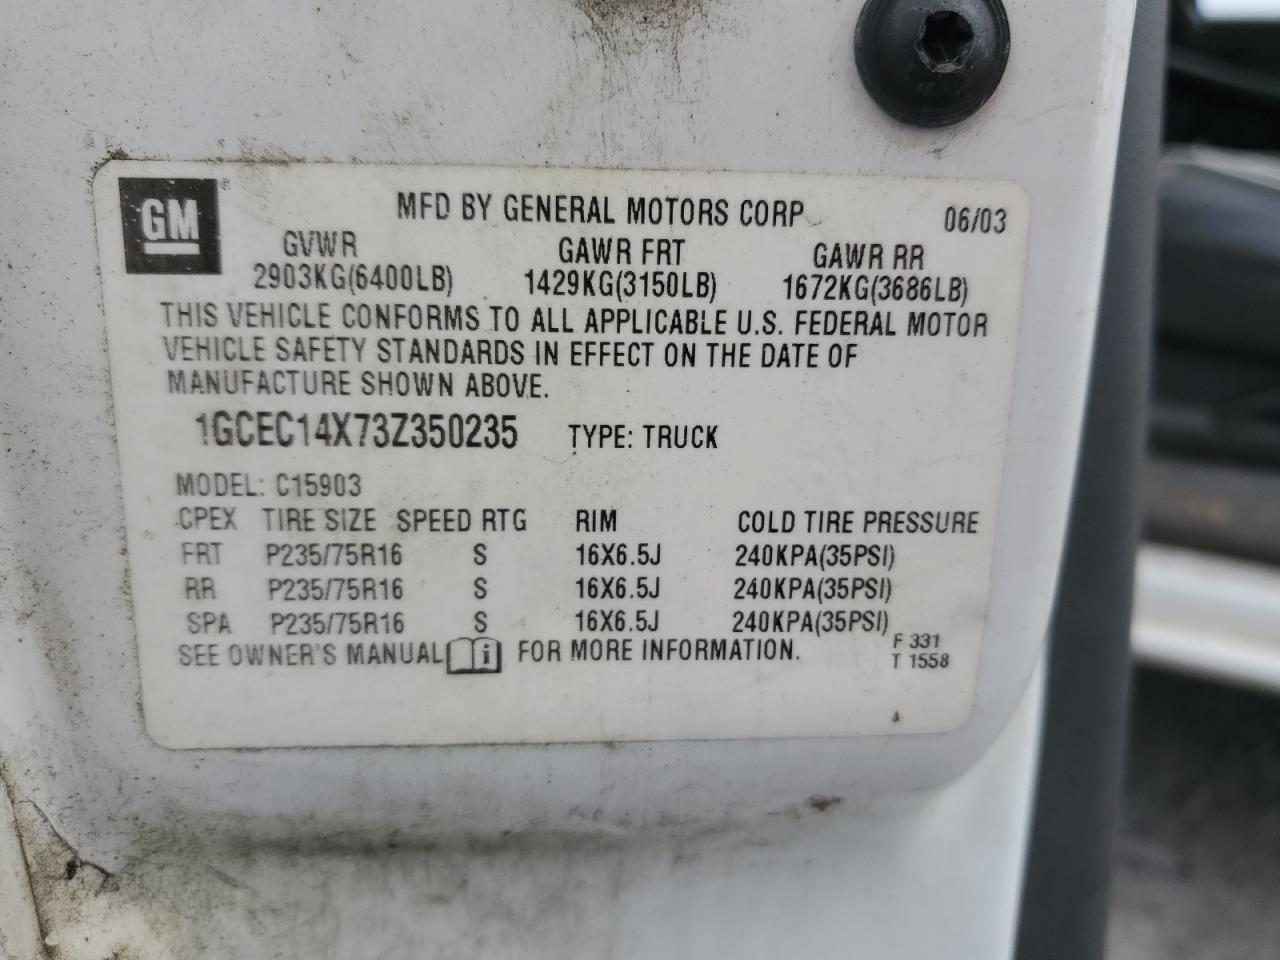 GM® MFD BY GENERAL MOTORS CORP 06/03
GVWR GAWR FRT GAWR RR
2903KG(6400LB) 1429KG(3150LB) 1672KG(3686LB)
THIS VEHICLE CONFORMS TO ALL APPLICABLE U.S. FEDERAL MOTOR
VEHICLE SAFETY STANDARDS IN EFFECT ON THE DATE OF
MANUFACTURE SHOWN ABOVE.
1GCEC14X73Z350235 TYPE: TRUCK
MODEL: C15903
CPEX TIRE SIZE SPEED RTG RIM COLD TIRE PRESSURE
FRT P235/75R16 S 16X6.5J 240KPA(35PSI)
RR P235/75R16 S 16X6.5J 240KPA(35PSI)
SPA P235/75R16 S 16X6.5J 240KPA(35PSI)
SEE OWNER'S MANUAL i FOR MORE INFORMATION.
F 331
T 1558